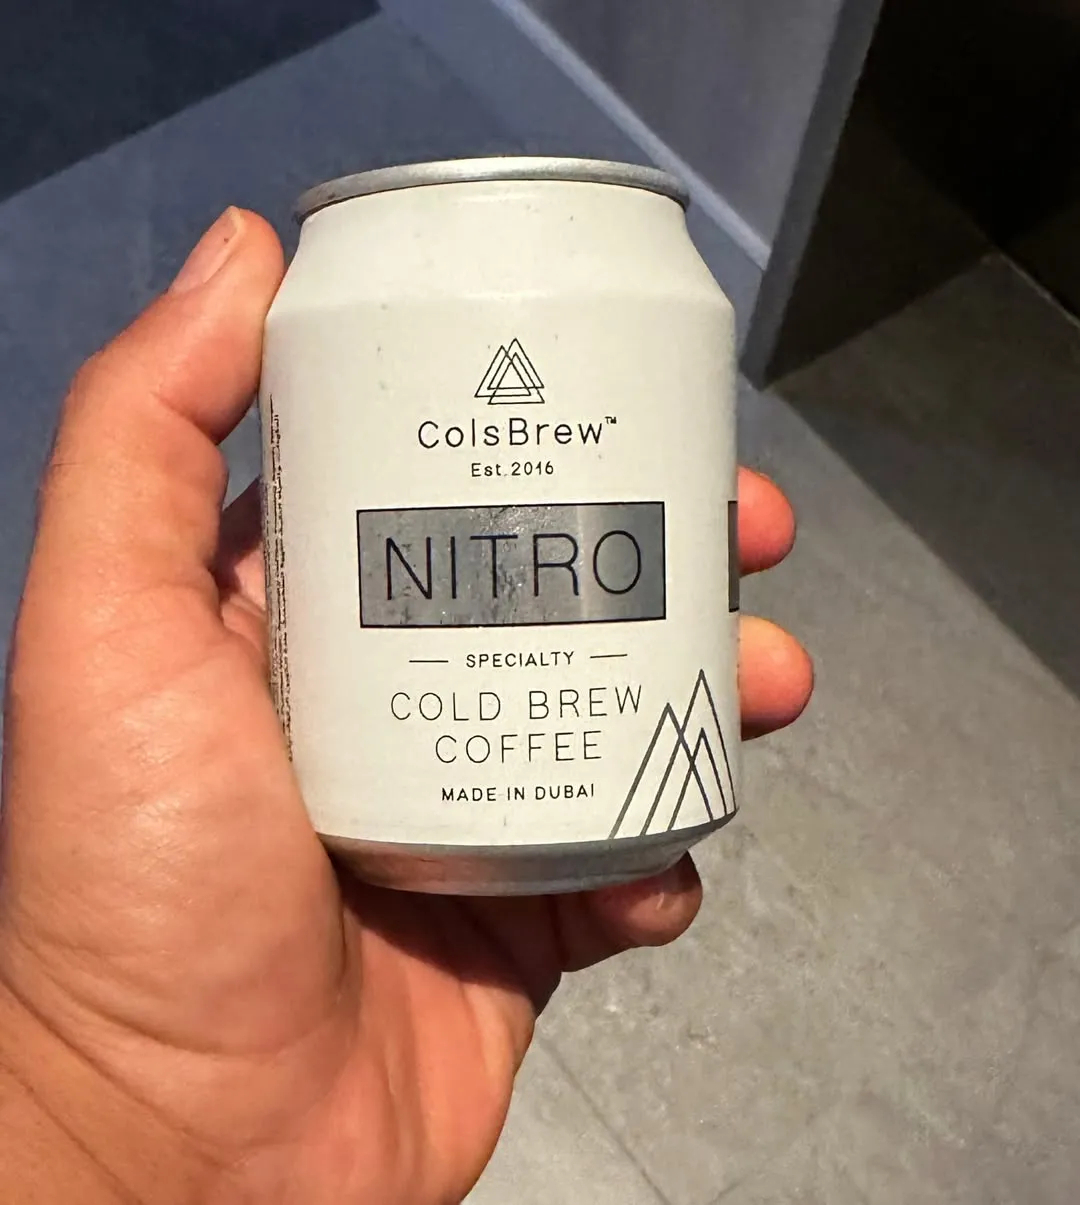 ColsBrew™
Est. 2016
NITRO
SPECIALTY
COLD BREW
COFFEE
MADE IN DUBAI